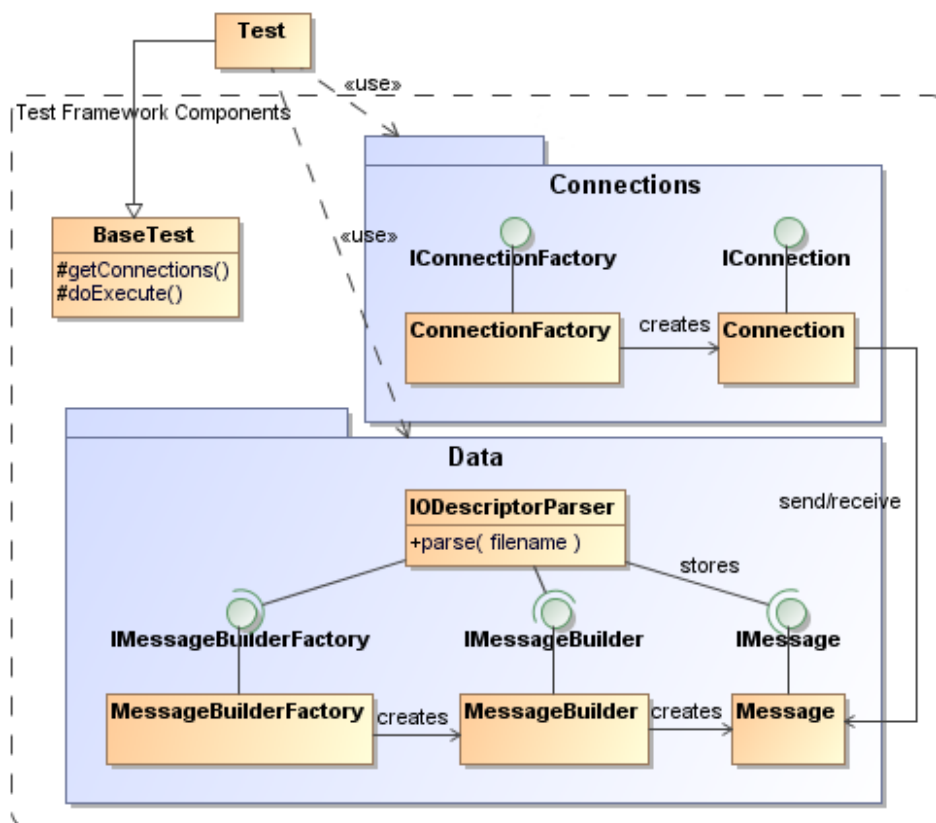 Test
«use»
Test Framework Components
Connections
BaseTest
#getConnections()
#doExecute()
«use»
IConnectionFactory
IConnection
ConnectionFactory
creates
Connection
Data
IODescriptorParser
+parse( filename )
send/receive
stores
IMessageBuilderFactory
IMessageBuilder
IMessage
MessageBuilderFactory
creates
MessageBuilder
creates
Message